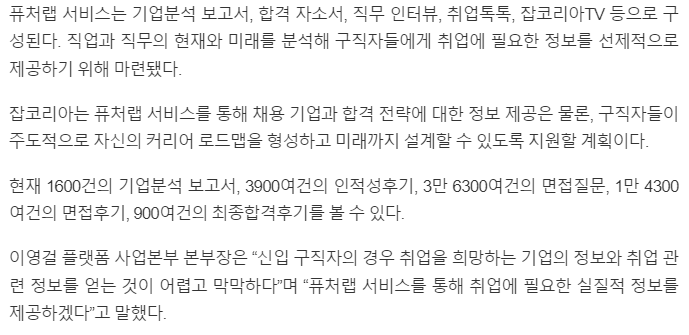 퓨처랩 서비스는 기업분석 보고서, 합격 자소서, 직무 인터뷰, 취업톡톡, 잡코리아TV 등으로 구
성된다. 직업과 직무의 현재와 미래를 분석해 구직자들에게 취업에 필요한 정보를 선제적으로
제공하기 위해 마련됐다.
잡코리아는 퓨처랩 서비스를 통해 채용 기업과 합격 전략에 대한 정보 제공은 물론, 구직자들이
주도적으로 자신의 커리어 로드맵을 형성하고 미래까지 설계할 수 있도록 지원할 계획이다.
현재 1600건의 기업분석 보고서, 3900여건의 인적성후기, 3만 6300여건의 면접질문, 1만 4300
여건의 면접후기, 900여건의 최종합격후기를 볼 수 있다.
이영걸 플랫폼 사업본부 본부장은 “신입 구직자의 경우 취업을 희망하는 기업의 정보와 취업 관
련 정보를 얻는 것이 어렵고 막막하다”며 “퓨처랩 서비스를 통해 취업에 필요한 실질적 정보를
제공하겠다”고 말했다.